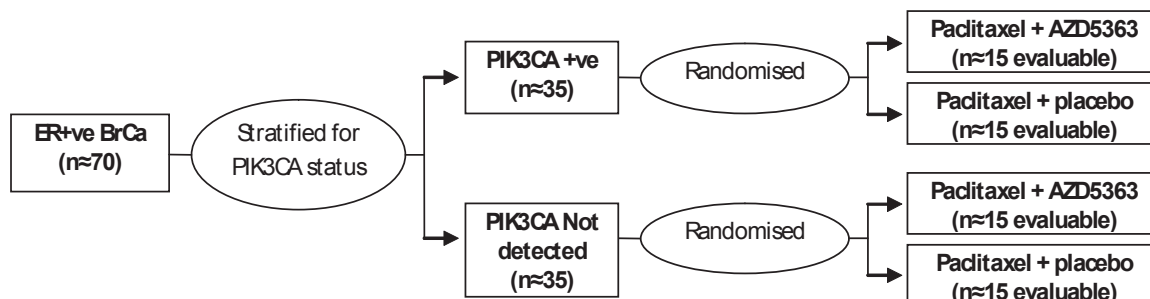 ER+ve BrCa
(n≈70)
Stratified for
PIK3CA status
PIK3CA +ve
(n≈35)
Randomised
Paclitaxel + AZD5363
(n≈15 evaluable)
Paclitaxel + placebo
(n≈15 evaluable)
PIK3CA Not
detected
(n≈35)
Randomised
Paclitaxel + AZD5363
(n≈15 evaluable)
Paclitaxel + placebo
(n≈15 evaluable)